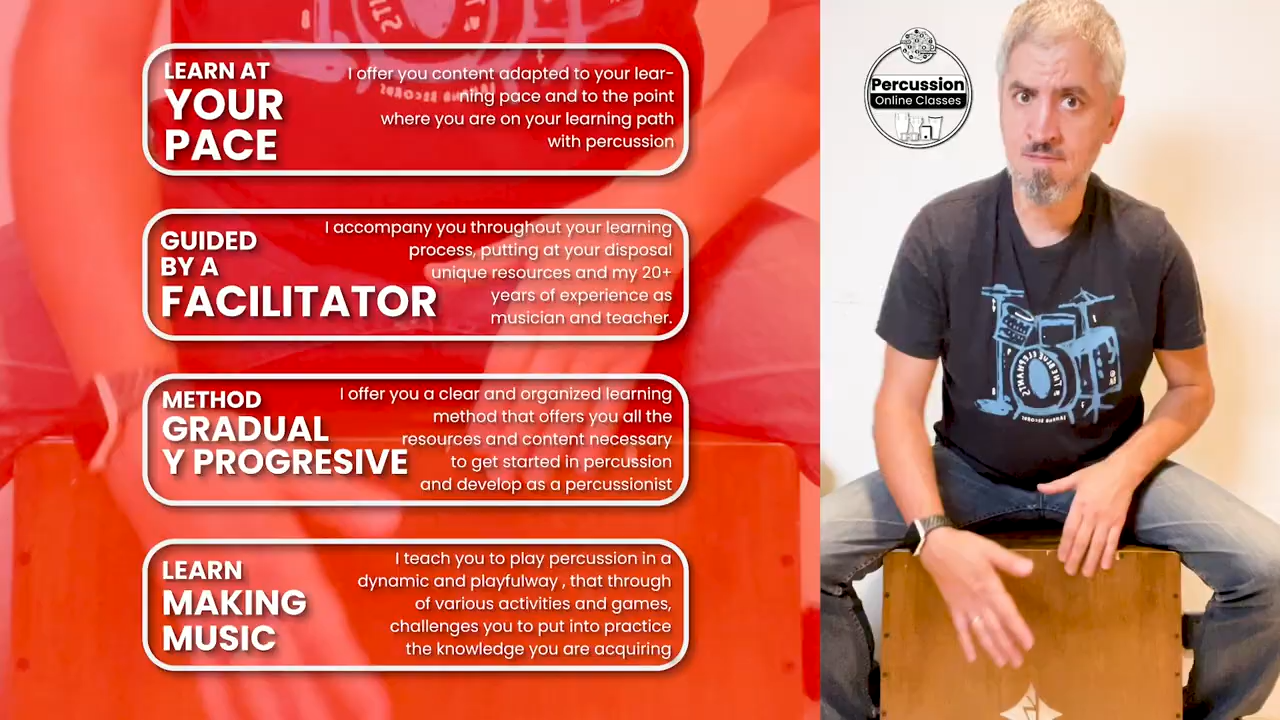 LEARN AT
YOUR
PACE
I offer you content adapted to your lear-
ning pace and to the point
where you are on your learning path
with percussion
GUIDED
BY A
FACILITATOR
I accompany you throughout your learning
process, putting at your disposal
unique resources and my 20+
years of experience as
musician and teacher.
METHOD
GRADUAL
Y PROGRESIVE
I offer you a clear and organized learning
method that offers you all the
resources and content necessary
to get started in percussion
and develop as a percussionist
LEARN
MAKING
MUSIC
I teach you to play percussion in a
dynamic and playfulway , that through
of various activities and games,
challenges you to put into practice
the knowledge you are acquiring
Percussion
Online Classes
THE BLUE ELEPHANTS